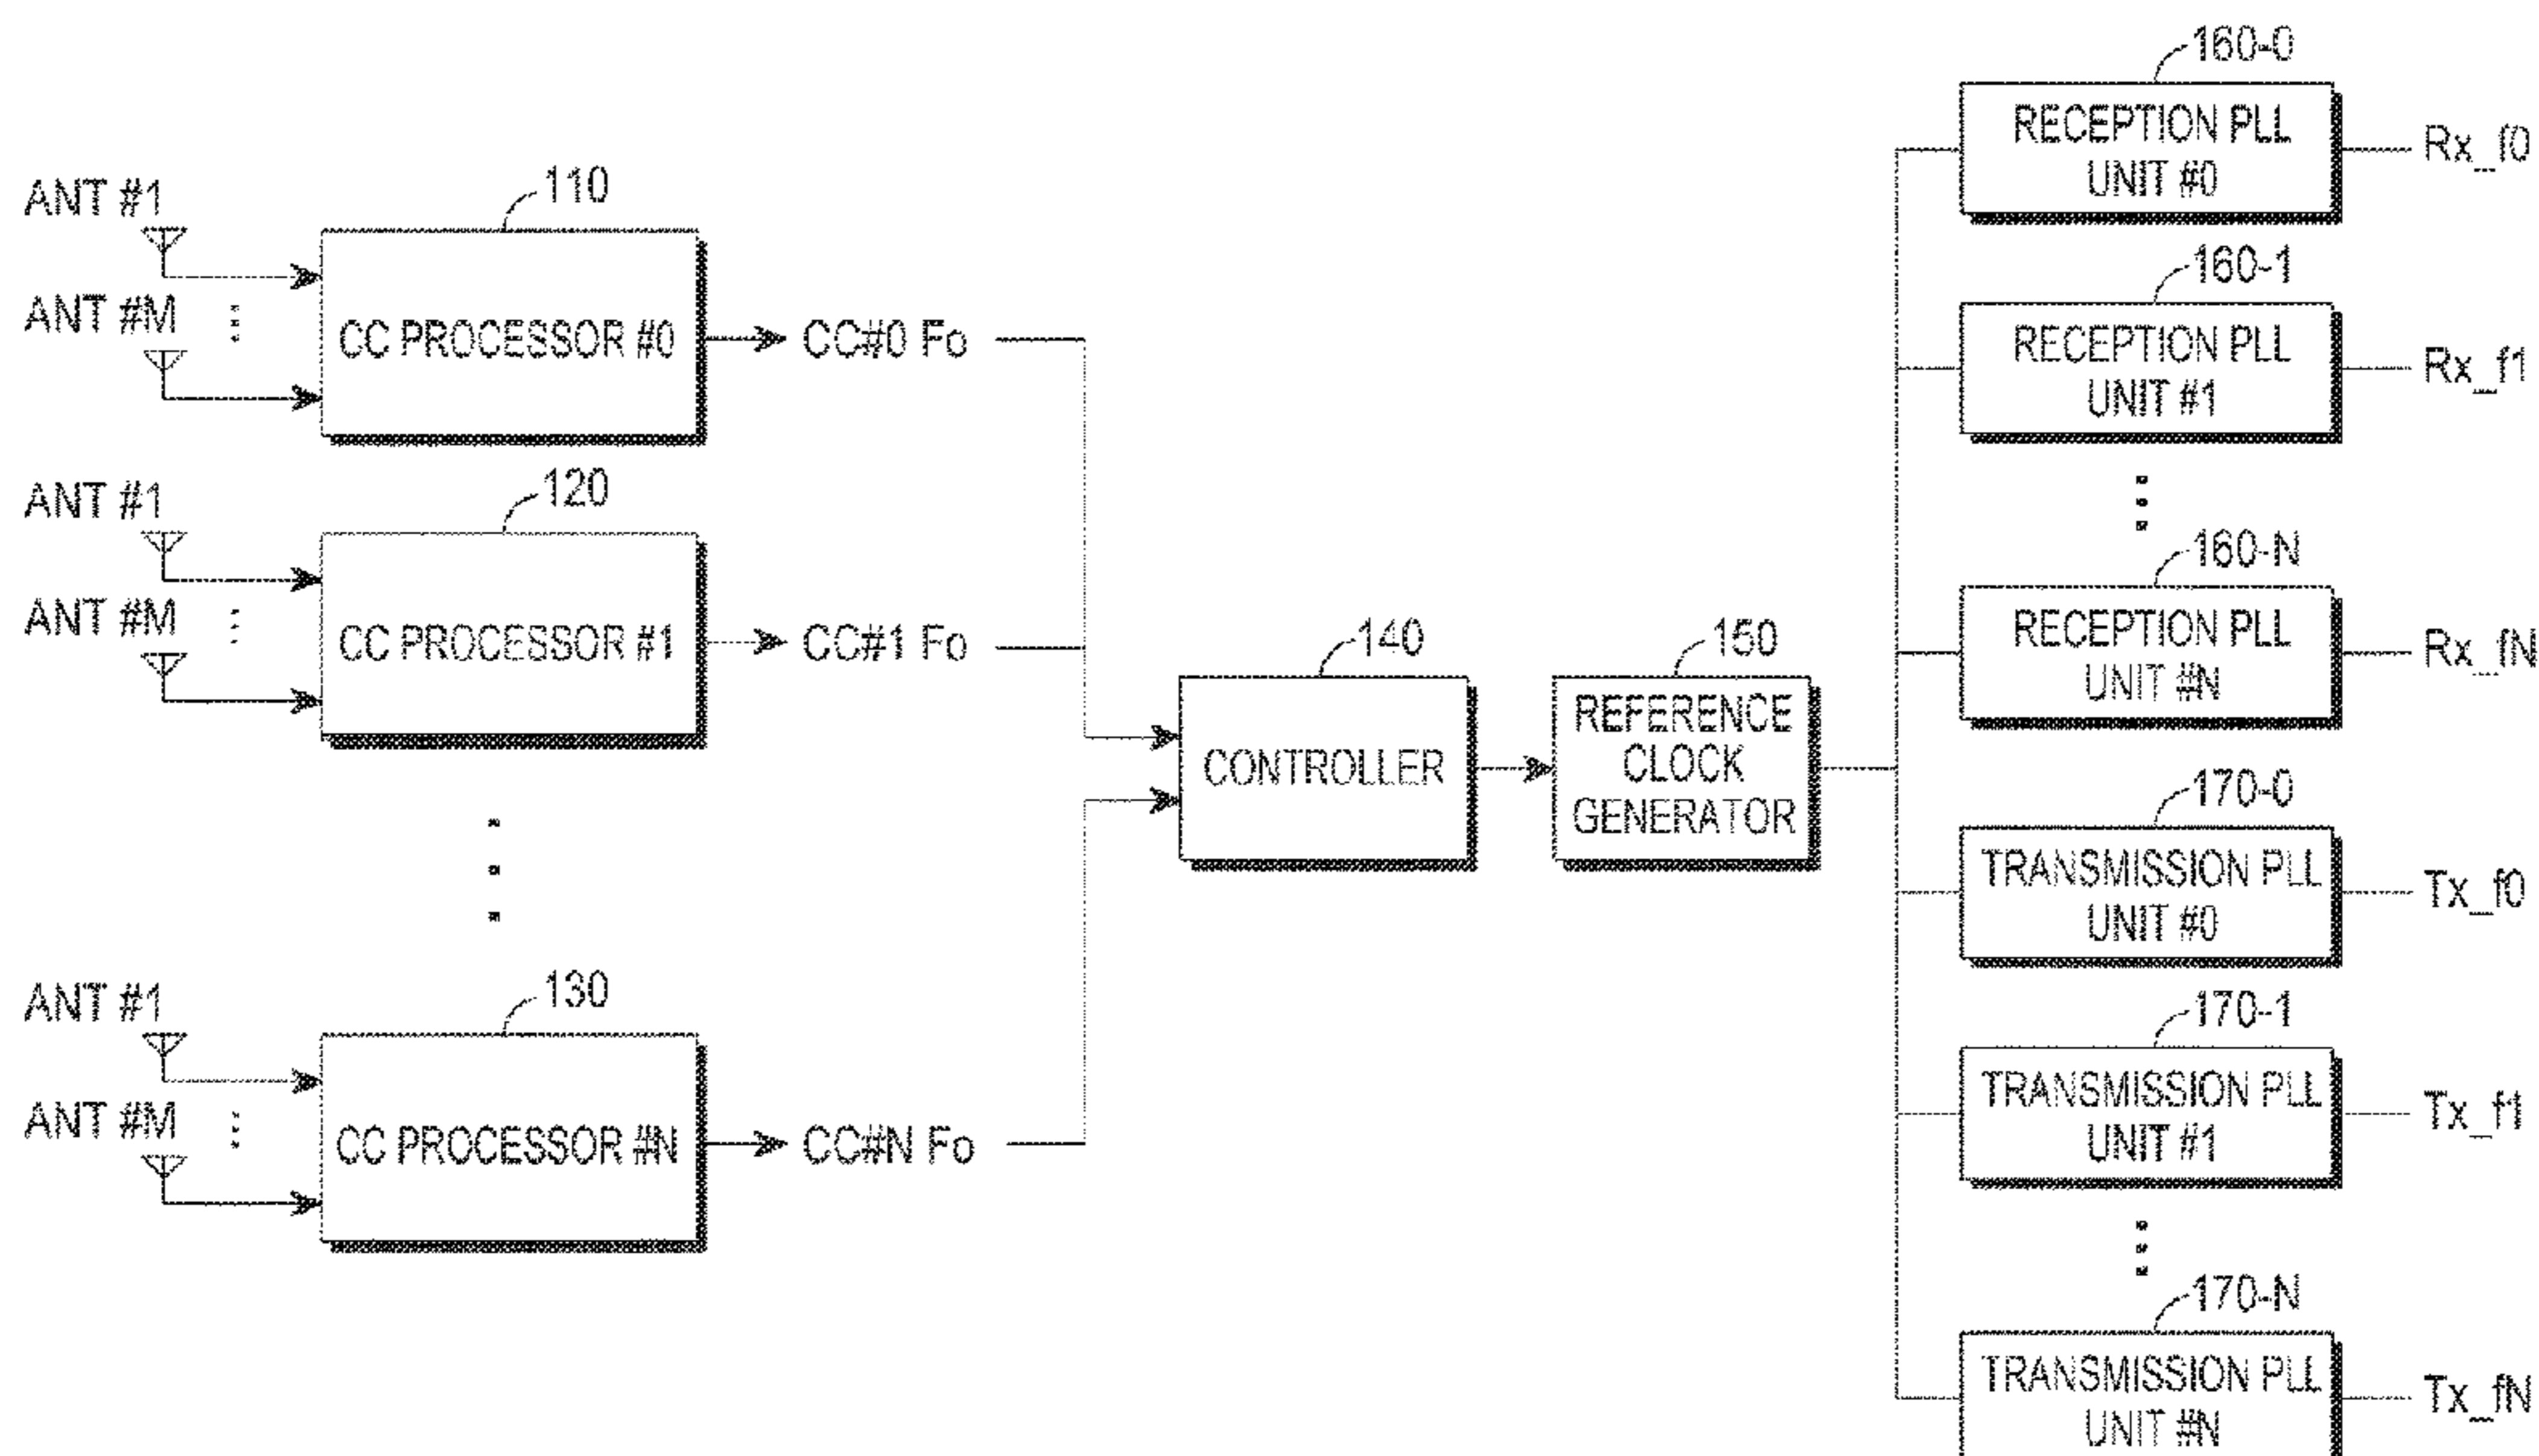 ANT #1
ANT #M
110
CC PROCESSOR #0
CC#0 Fo
ANT #1
ANT #M
120
CC PROCESSOR #1
CC#1 Fo
ANT #1
ANT #M
130
CC PROCESSOR #N
CC#N Fo
140
CONTROLLER
150
REFERENCE
CLOCK
GENERATOR
160-0
RECEPTION PLL
UNIT #0
Rx_f0
160-1
RECEPTION PLL
UNIT #1
Rx_f1
160-N
RECEPTION PLL
UNIT #N
Rx_fN
170-0
TRANSMISSION PLL
UNIT #0
Tx_f0
170-1
TRANSMISSION PLL
UNIT #1
Tx_f1
170-N
TRANSMISSION PLL
UNIT #N
Tx_fN